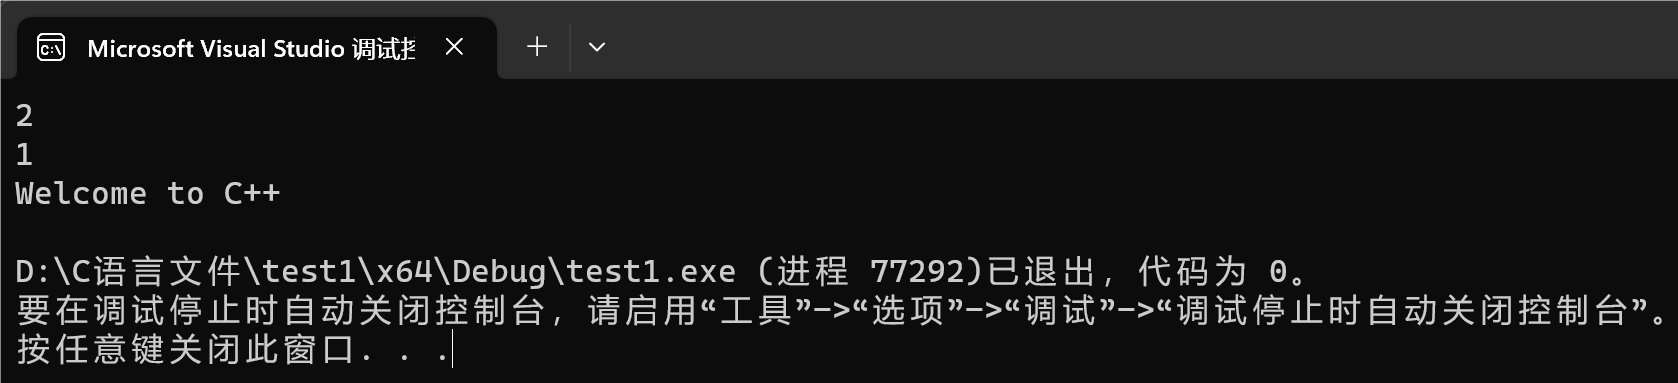 Microsoft Visual Studio 调试
2
1
Welcome to C++
D:\C语言文件\test1\x64\Debug\test1.exe (进程 77292)已退出，代码为 0。
要在调试停止时自动关闭控制台，请启用“工具”->“选项”->“调试”->“调试停止时自动关闭控制台”。
按任意键关闭此窗口. . .